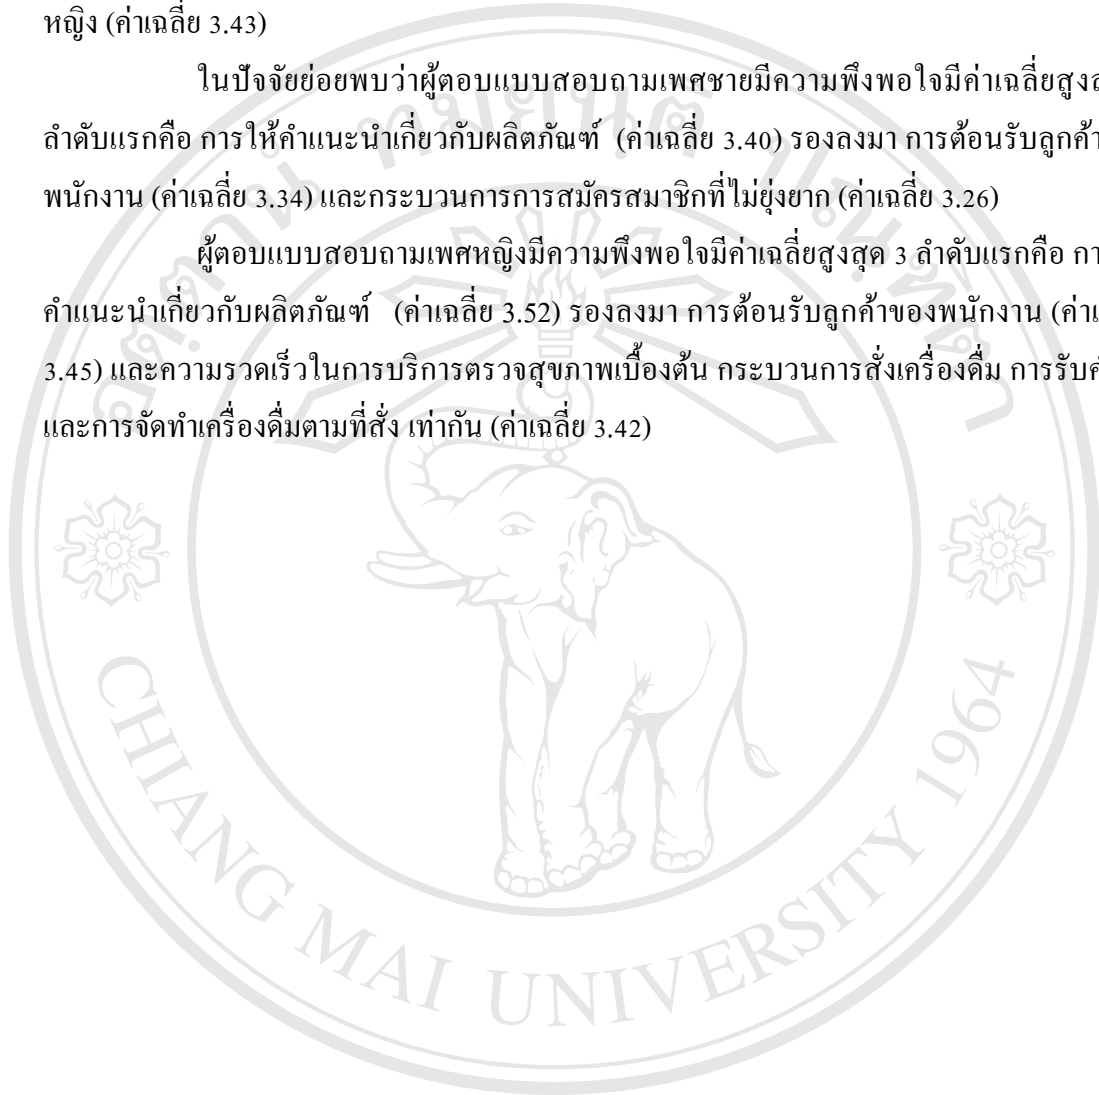 หญิง (ค่าเฉลี่ย 3.43)
ในปัจจัยย่อยพบว่าผู้ตอบแบบสอบถามเพศชายมีความพึงพอใจมีค่าเฉลี่ยสูง
ลำดับแรกคือ การให้คำแนะนำเกี่ยวกับผลิตภัณฑ์ (ค่าเฉลี่ย 3.40) รองลงมา การต้อนรับลูกค้า
พนักงาน (ค่าเฉลี่ย 3.34) และกระบวนการการสมัครสมาชิกที่ไม่ยุ่งยาก (ค่าเฉลี่ย 3.26)
ผู้ตอบแบบสอบถามเพศหญิงมีความพึงพอใจมีค่าเฉลี่ยสูงสุด 3 ลำดับแรกคือ
คำแนะนำเกี่ยวกับผลิตภัณฑ์ (ค่าเฉลี่ย 3.52) รองลงมา การต้อนรับลูกค้าของพนักงาน
3.45) และความรวดเร็วในการบริการตรวจสุขภาพเบื้องต้น กระบวนการสั่งเครื่องดื่ม
และการจัดทำเครื่องดื่มตามที่สั่ง เท่ากัน (ค่าเฉลี่ย 3.42)
CHIANG MAI UNIVERSITY 1964